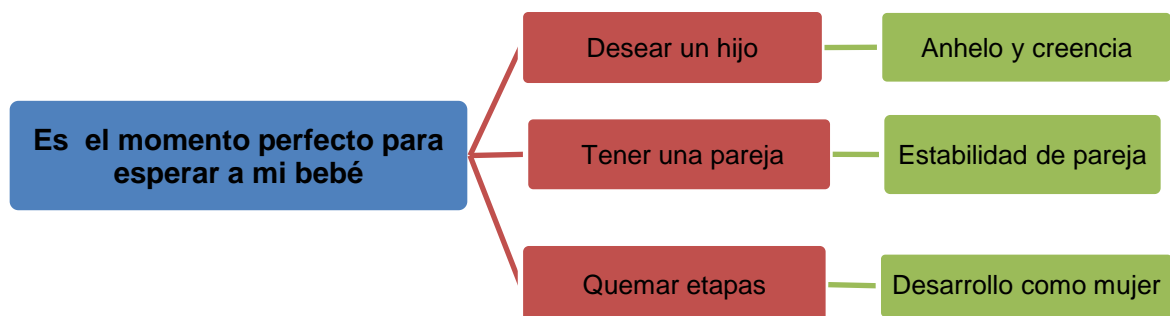 Es el momento perfecto para
esperar a mi bebé
Desear un hijo
Anhelo y creencia
Tener una pareja
Estabilidad de pareja
Quemar etapas
Desarrollo como mujer